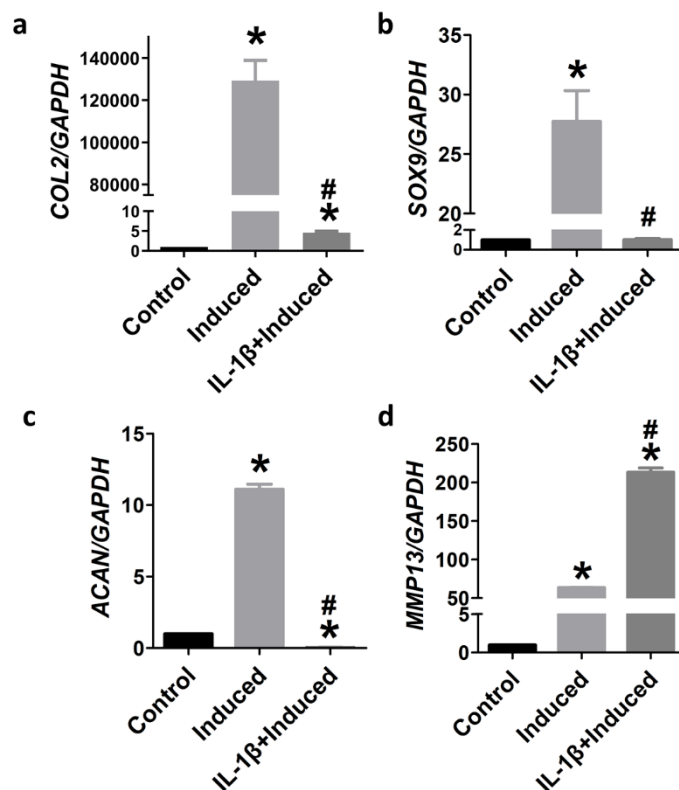 a
COL2/GAPDH
140000
120000
100000
80000
10
5
0
*
#
*
Control
Induced
IL-1β+Induced
b
SOX9/GAPDH
35
30
25
20
2
0
*
#
Control
Induced
IL-1β+Induced
c
ACAN/GAPDH
15
10
5
0
*
#
*
Control
Induced
IL-1β+Induced
d
MMP13/GAPDH
250
200
150
100
50
5
0
*
#
*
Control
Induced
IL-1β+Induced